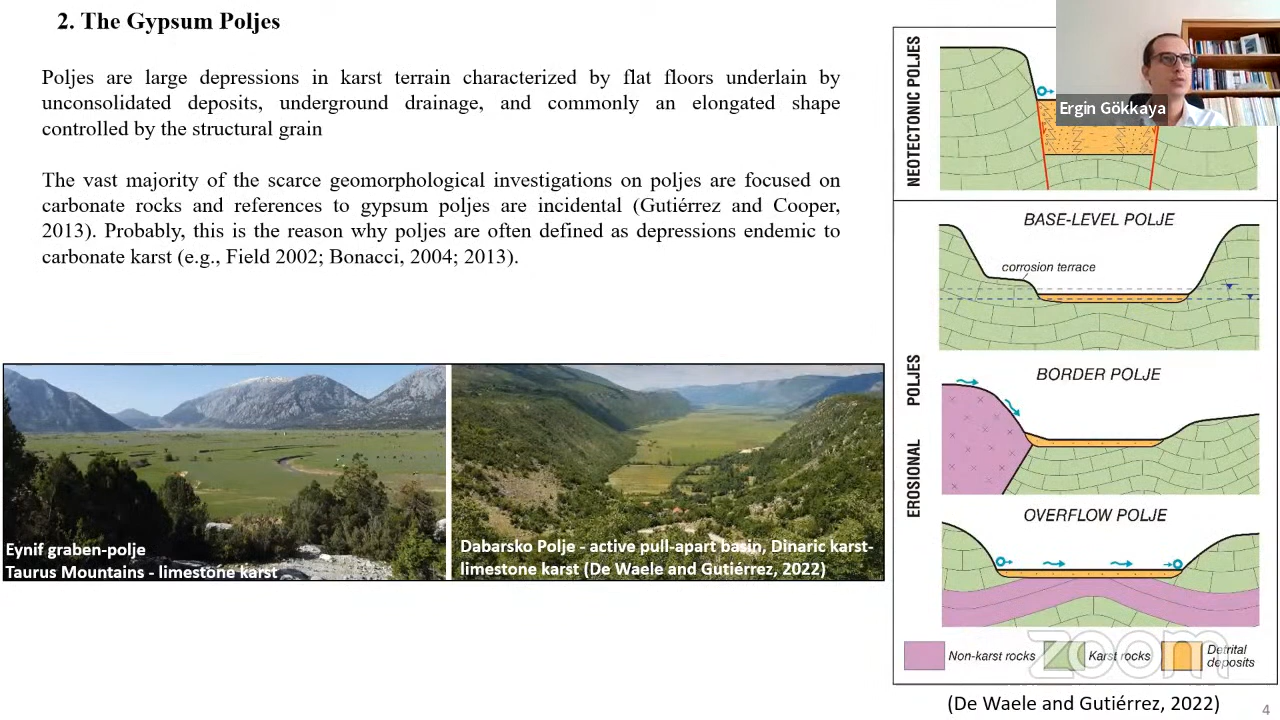 2. The Gypsum Poljes
Poljes are large depressions in karst terrain characterized by flat floors underlain by
unconsolidated deposits, underground drainage, and commonly an elongated shape
controlled by the structural grain
The vast majority of the scarce geomorphological investigations on poljes are focused on
carbonate rocks and references to gypsum poljes are incidental (Gutiérrez and Cooper,
2013). Probably, this is the reason why poljes are often defined as depressions endemic to
carbonate karst (e.g., Field 2002; Bonacci, 2004; 2013).
Eynif graben-polje
Taurus Mountains - limestone karst
Dabarsko Polje - active pull-apart basin, Dinaric karst-
limestone karst (De Waele and Gutiérrez, 2022)
NEOTECTONIC POLJES
Ergin Gökkaya
EROSIONAL POLJES
BASE-LEVEL POLJE
corrosion terrace
BORDER POLJE
OVERFLOW POLJE
Non-karst rocks
Karst rocks
Detrital
deposits
zoom
(De Waele and Gutiérrez, 2022)
4